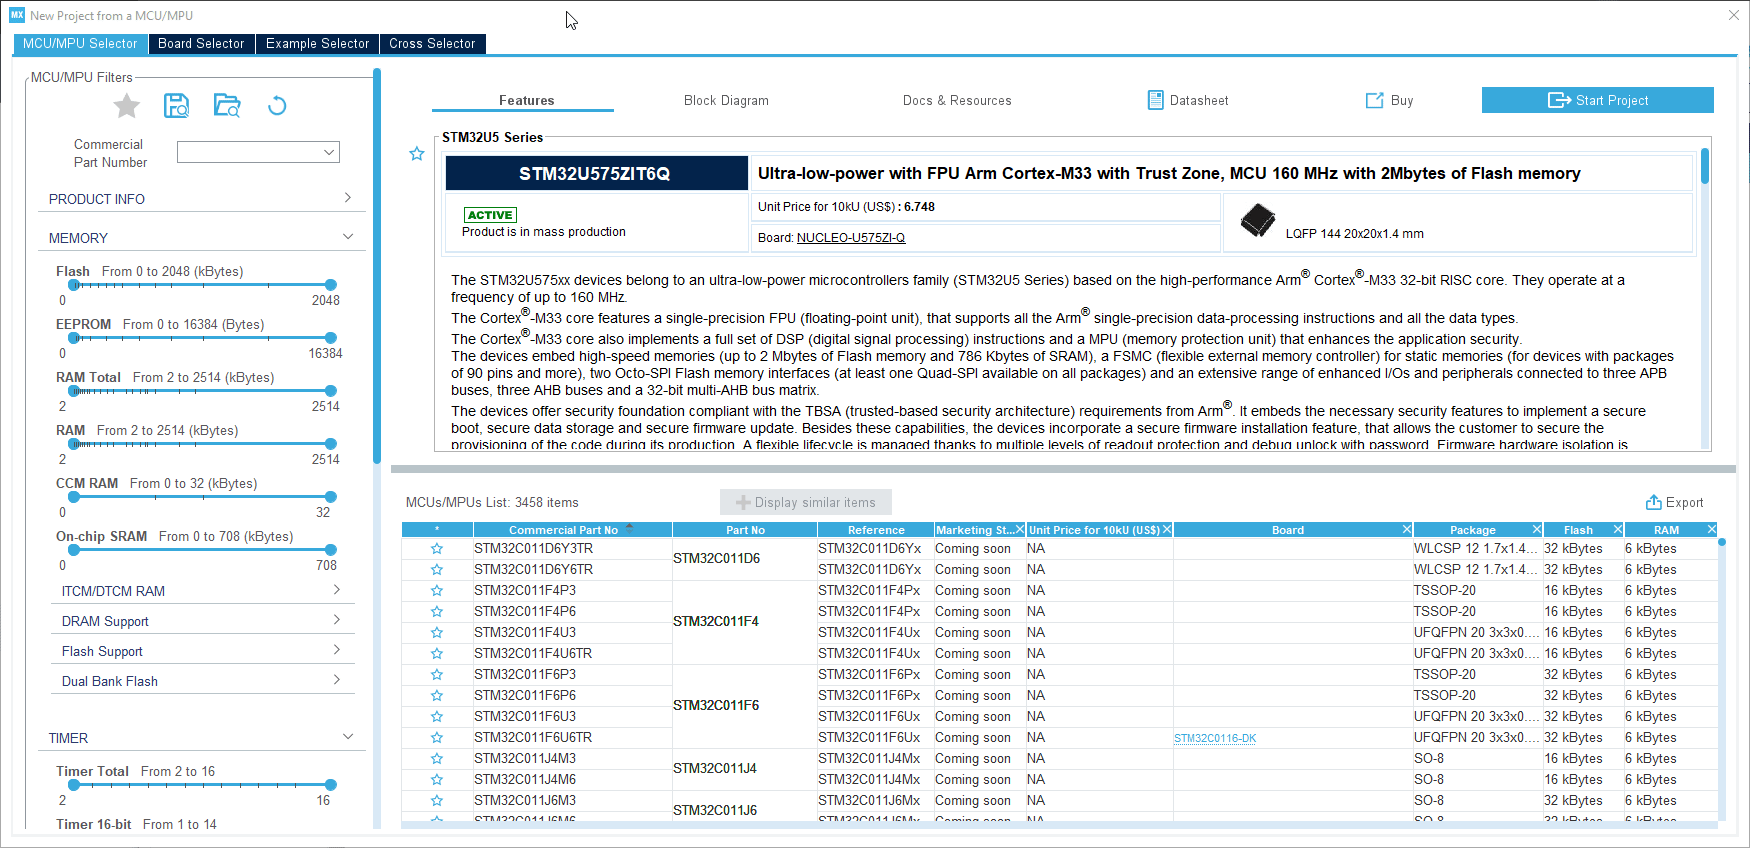 MX New Project from a MCU/MPU
MCU/MPU Selector Board Selector Example Selector Cross Selector
MCU/MPU Filters
Commercial
Part Number
PRODUCT INFO
MEMORY
Flash From 0 to 2048 (kBytes)
0 2048
EEPROM From 0 to 16384 (Bytes)
0 16384
RAM Total From 2 to 2514 (kBytes)
2 2514
RAM From 2 to 2514 (kBytes)
2 2514
CCM RAM From 0 to 32 (kBytes)
0 32
On-chip SRAM From 0 to 708 (kBytes)
0 708
ITCM/DTCM RAM
DRAM Support
Flash Support
Dual Bank Flash
TIMER
Timer Total From 2 to 16
2 16
Timer 16-bit From 1 to 14
Features Block Diagram Docs & Resources Datasheet Buy Start Project
STM32U5 Series
STM32U575ZIT6Q Ultra-low-power with FPU Arm Cortex-M33 with Trust Zone, MCU 160 MHz with 2Mbytes of Flash memory
ACTIVE
Product is in mass production
Unit Price for 10kU (US$) : 6.748
Board: NUCLEO-U575ZI-Q
LQFP 144 20x20x1.4 mm
The STM32U575xx devices belong to an ultra-low-power microcontrollers family (STM32U5 Series) based on the high-performance Arm® Cortex®-M33 32-bit RISC core. They operate at a
frequency of up to 160 MHz.
The Cortex®-M33 core features a single-precision FPU (floating-point unit), that supports all the Arm® single-precision data-processing instructions and all the data types.
The Cortex®-M33 core also implements a full set of DSP (digital signal processing) instructions and a MPU (memory protection unit) that enhances the application security.
The devices embed high-speed memories (up to 2 Mbytes of Flash memory and 786 Kbytes of SRAM), a FSMC (flexible external memory controller) for static memories (for devices with packages
of 90 pins and more), two Octo-SPI Flash memory interfaces (at least one Quad-SPI available on all packages) and an extensive range of enhanced I/Os and peripherals connected to three APB
buses, three AHB buses and a 32-bit multi-AHB bus matrix.
The devices offer security foundation compliant with the TBSA (trusted-based security architecture) requirements from Arm®. It embeds the necessary security features to implement a secure
boot, secure data storage and secure firmware update. Besides these capabilities, the devices incorporate a secure firmware installation feature, that allows the customer to secure the
provisioning of the code during its production. A flexible lifecycle is managed thanks to multiple levels of readout protection and debug unlock with password. Firmware hardware isolation is
MCUs/MPUs List: 3458 items Display similar items Export
* Commercial Part No Part No Reference Marketing St... Unit Price for 10kU (US$) Board Package Flash RAM
STM32C011D6Y3TR STM32C011D6 STM32C011D6Yx Coming soon NA WLCSP 12 1.7x1.4... 32 kBytes 6 kBytes
STM32C011D6Y6TR STM32C011D6Yx Coming soon NA WLCSP 12 1.7x1.4... 32 kBytes 6 kBytes
STM32C011F4P3 STM32C011F4 STM32C011F4Px Coming soon NA TSSOP-20 16 kBytes 6 kBytes
STM32C011F4P6 STM32C011F4Px Coming soon NA TSSOP-20 16 kBytes 6 kBytes
STM32C011F4U3 STM32C011F4Ux Coming soon NA UFQFPN 20 3x3x0.... 16 kBytes 6 kBytes
STM32C011F4U6TR STM32C011F4Ux Coming soon NA UFQFPN 20 3x3x0.... 16 kBytes 6 kBytes
STM32C011F6P3 STM32C011F6 STM32C011F6Px Coming soon NA TSSOP-20 32 kBytes 6 kBytes
STM32C011F6P6 STM32C011F6Px Coming soon NA TSSOP-20 32 kBytes 6 kBytes
STM32C011F6U3 STM32C011F6Ux Coming soon NA UFQFPN 20 3x3x0.... 32 kBytes 6 kBytes
STM32C011F6U6TR STM32C011F6Ux Coming soon NA STM32C0116-DK UFQFPN 20 3x3x0.... 32 kBytes 6 kBytes
STM32C011J4M3 STM32C011J4 STM32C011J4Mx Coming soon NA SO-8 16 kBytes 6 kBytes
STM32C011J4M6 STM32C011J4Mx Coming soon NA SO-8 16 kBytes 6 kBytes
STM32C011J6M3 STM32C011J6 STM32C011J6Mx Coming soon NA SO-8 32 kBytes 6 kBytes
STM32C011J6M6 STM32C011J6Mx Coming soon NA SO-8 32 kBytes 6 kBytes